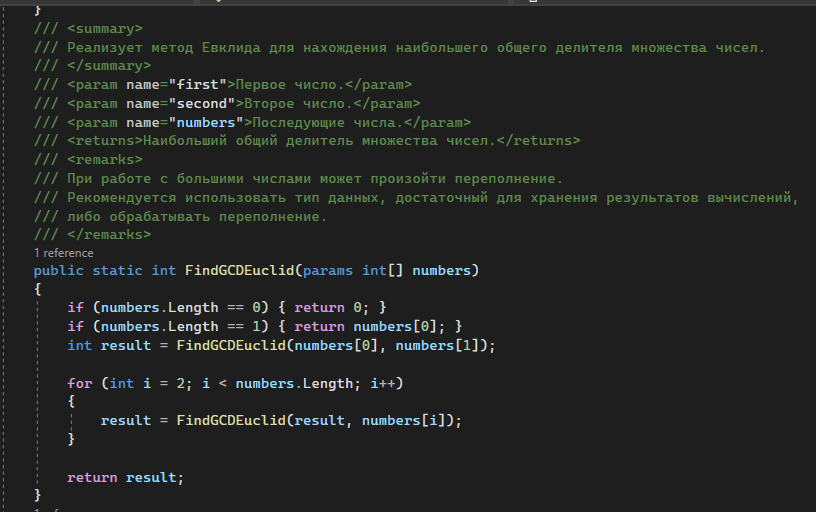 }
/// <summary>
/// Реализует метод Евклида для нахождения наибольшего общего делителя множества чисел.
/// </summary>
/// <param name="first">Первое число.</param>
/// <param name="second">Второе число.</param>
/// <param name="numbers">Последующие числа.</param>
/// <returns>Наибольший общий делитель множества чисел.</returns>
/// <remarks>
/// При работе с большими числами может произойти переполнение.
/// Рекомендуется использовать тип данных, достаточный для хранения результатов вычислений,
/// либо обрабатывать переполнение.
/// </remarks>
1 reference
public static int FindGCDEuclid(params int[] numbers)
{
if (numbers.Length == 0) { return 0; }
if (numbers.Length == 1) { return numbers[0]; }
int result = FindGCDEuclid(numbers[0], numbers[1]);
for (int i = 2; i < numbers.Length; i++)
{
result = FindGCDEuclid(result, numbers[i]);
}
return result;
}